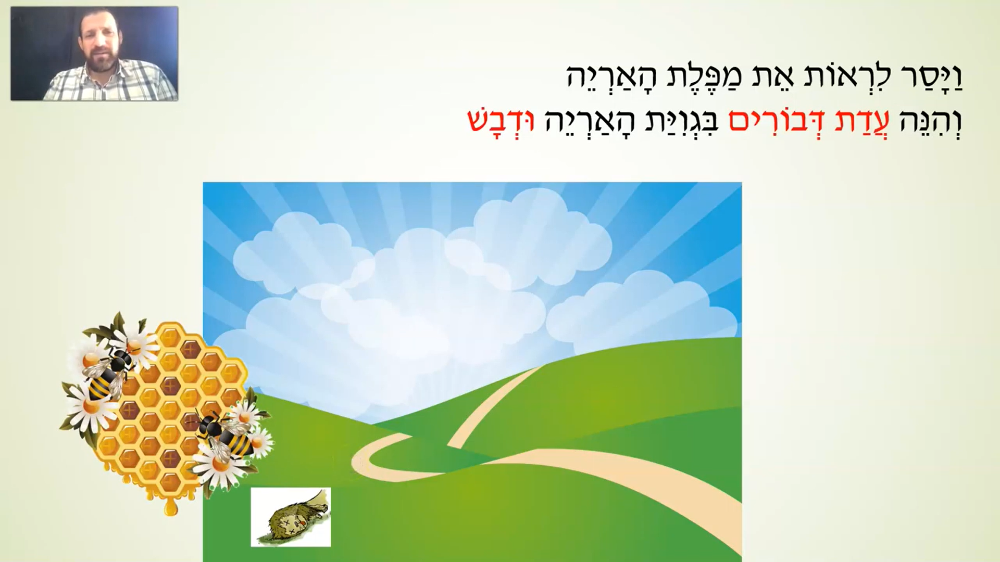 וַיָּסַר לִרְאוֹת אֵת מַפֶּלֶת הָאַרְיֵה
וְהִנֵּה עֲדַת דְּבוֹרִים בִּגְוִיַּת הָאַרְיֵה וּדְבָשׁ